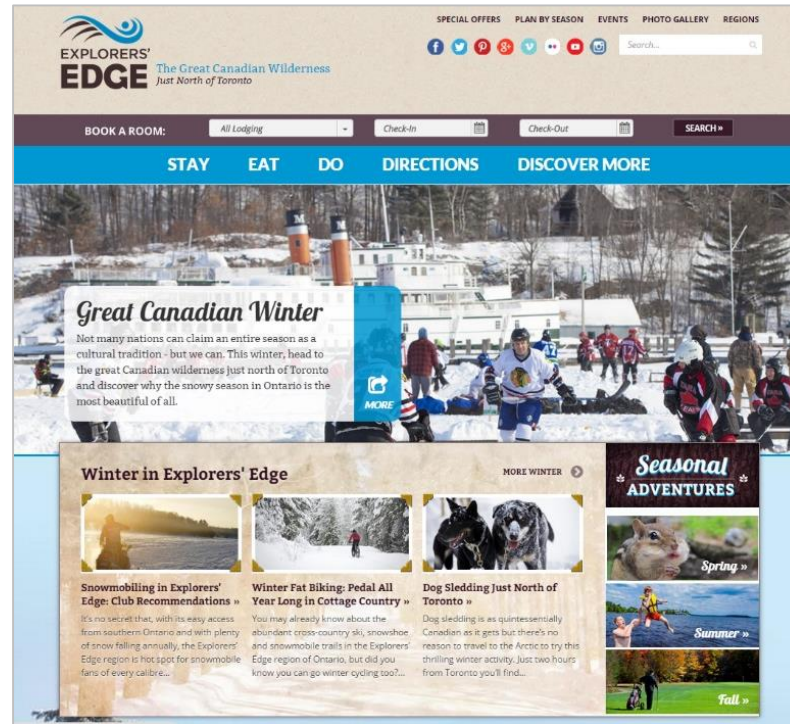 SPECIAL OFFERS PLAN BY SEASON EVENTS PHOTO GALLERY REGIONS
EXPLORERS'
EDGE
The Great Canadian Wilderness
Just North of Toronto
Search...
BOOK A ROOM:
All Lodging
Check-In
Check-Out
SEARCH »
STAY EAT DO DIRECTIONS DISCOVER MORE
Great Canadian Winter
Not many nations can claim an entire season as a
cultural tradition - but we can. This winter, head to
the great Canadian wilderness just north of Toronto
and discover why the snowy season in Ontario is the
most beautiful of all.
MORE
Winter in Explorers' Edge
MORE WINTER
Snowmobiling in Explorers'
Edge: Club Recommendations »
It's no secret that, with its easy access
from southern Ontario and with plenty
of snow falling annually, the Explorers'
Edge region is hot spot for snowmobile
fans of every calibre...
Winter Fat Biking: Pedal All
Year Long in Cottage Country »
You may already know about the
abundant cross-country ski, snowshoe
and snowmobile trails in the Explorers'
Edge region of Ontario, but did you
know you can go winter cycling too?...
Dog Sledding Just North of
Toronto »
Dog sledding is as quintessentially
Canadian as it gets but there's no
reason to travel to the Arctic to try this
thrilling winter activity. Just two hours
from Toronto you'll find...
Seasonal
ADVENTURES
Spring »
Summer »
Fall »